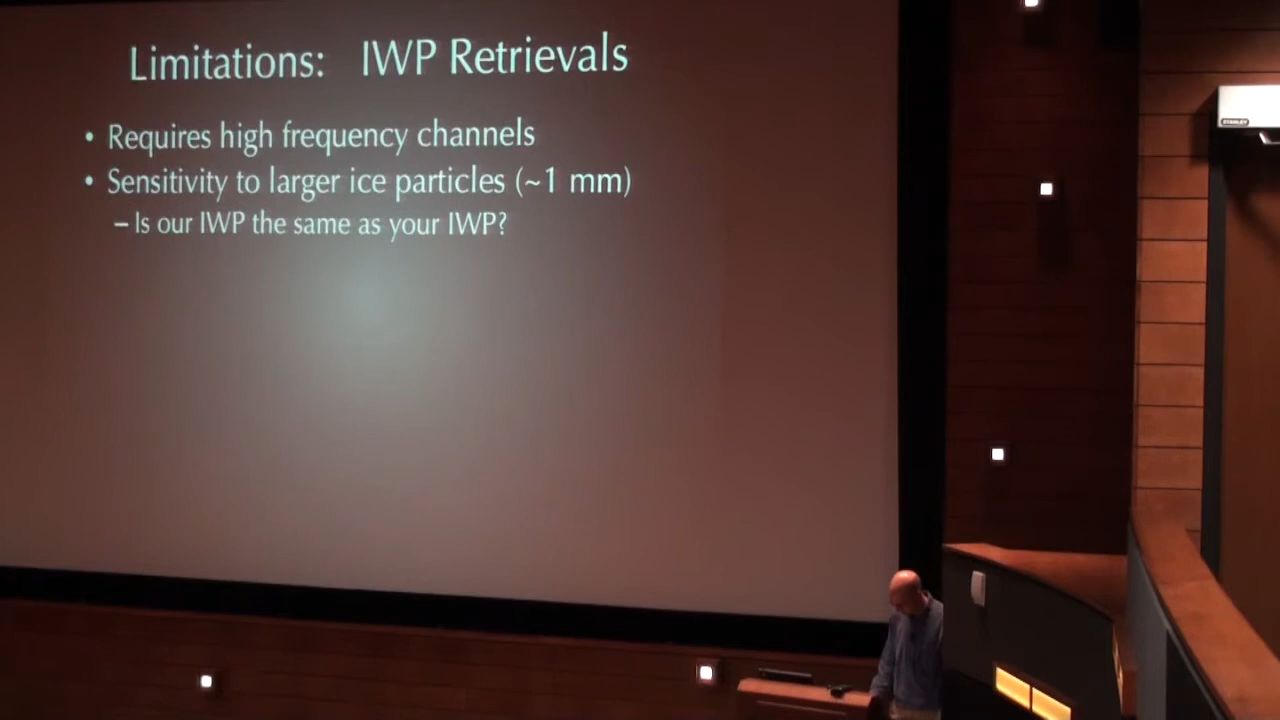 Limitations: IWP Retrievals
• Requires high frequency channels
• Sensitivity to larger ice particles (~1 mm)
– Is our IWP the same as your IWP?
STANLEY